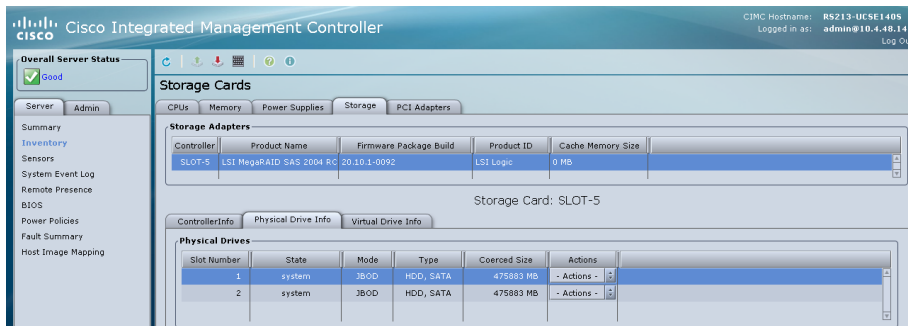 CIMC Hostname: RS213-UCSE140S
cisco Cisco Integrated Management Controller
Logged in as: admin@10.4.48.14
Log Ou
Overall Server Status
Good
Server Admin
Summary
Inventory
Sensors
System Event Log
Remote Presence
BIOS
Power Policies
Fault Summary
Host Image Mapping
Storage Cards
CPUs Memory Power Supplies Storage PCI Adapters
Storage Adapters
Controller Product Name Firmware Package Build Product ID Cache Memory Size
SLOT-5 LSI MegaRAID SAS 2004 RO 20.10.1-0092 LSI Logic 0 MB
Storage Card: SLOT-5
ControllerInfo Physical Drive Info Virtual Drive Info
Physical Drives
Slot Number State Mode Type Coerced Size Actions
1 system JBOD HDD, SATA 475883 MB - Actions -
2 system JBOD HDD, SATA 475883 MB - Actions -